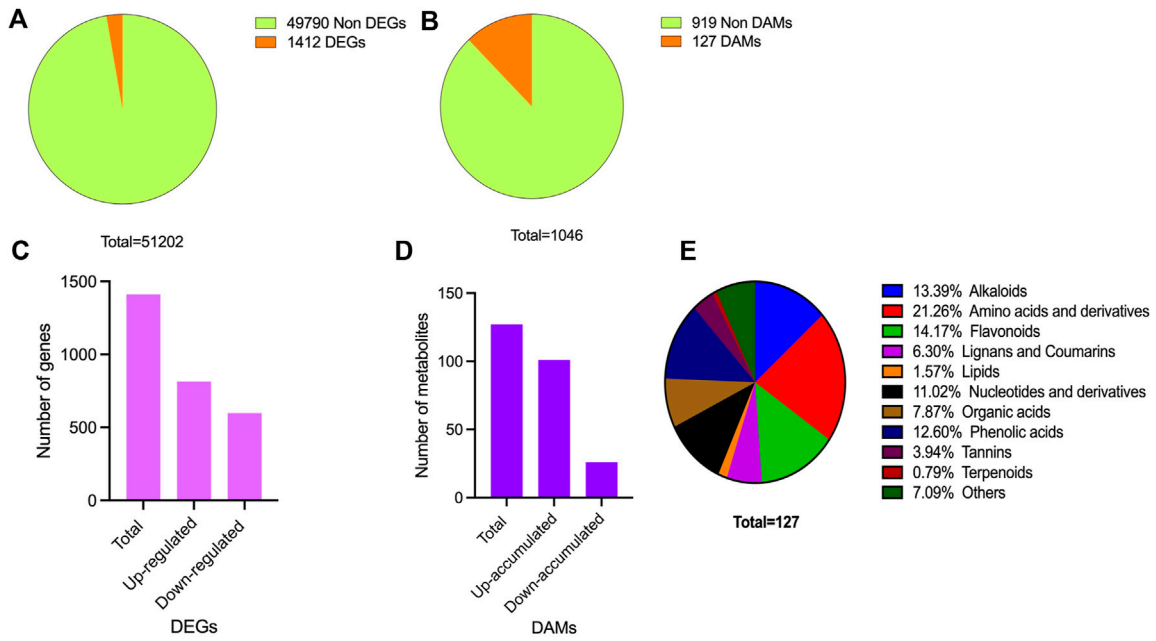 A
49790 Non DEGs
1412 DEGs
Total=51202
B
919 Non DAMs
127 DAMs
Total=1046
C
Number of genes
1500
1000
500
0
Total
Up-regulated
Down-regulated
DEGs
D
Number of metabolites
150
100
50
0
Total
Up-accumulated
Down-accumulated
DAMs
E
13.39% Alkaloids
21.26% Amino acids and derivatives
14.17% Flavonoids
6.30% Lignans and Coumarins
1.57% Lipids
11.02% Nucleotides and derivatives
7.87% Organic acids
12.60% Phenolic acids
3.94% Tannins
0.79% Terpenoids
7.09% Others
Total=127